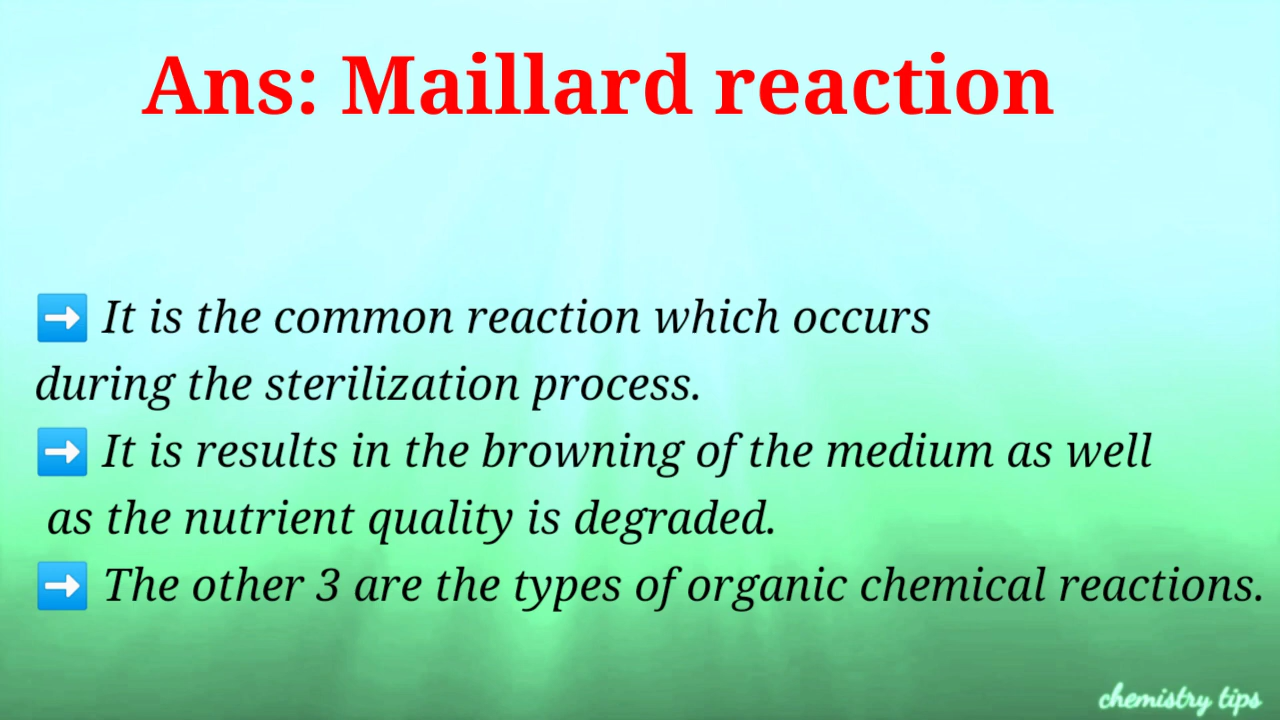 Ans: Maillard reaction
➡️ It is the common reaction which occurs
during the sterilization process.
➡️ It is results in the browning of the medium as well
as the nutrient quality is degraded.
➡️ The other 3 are the types of organic chemical reactions.
chemistry tips